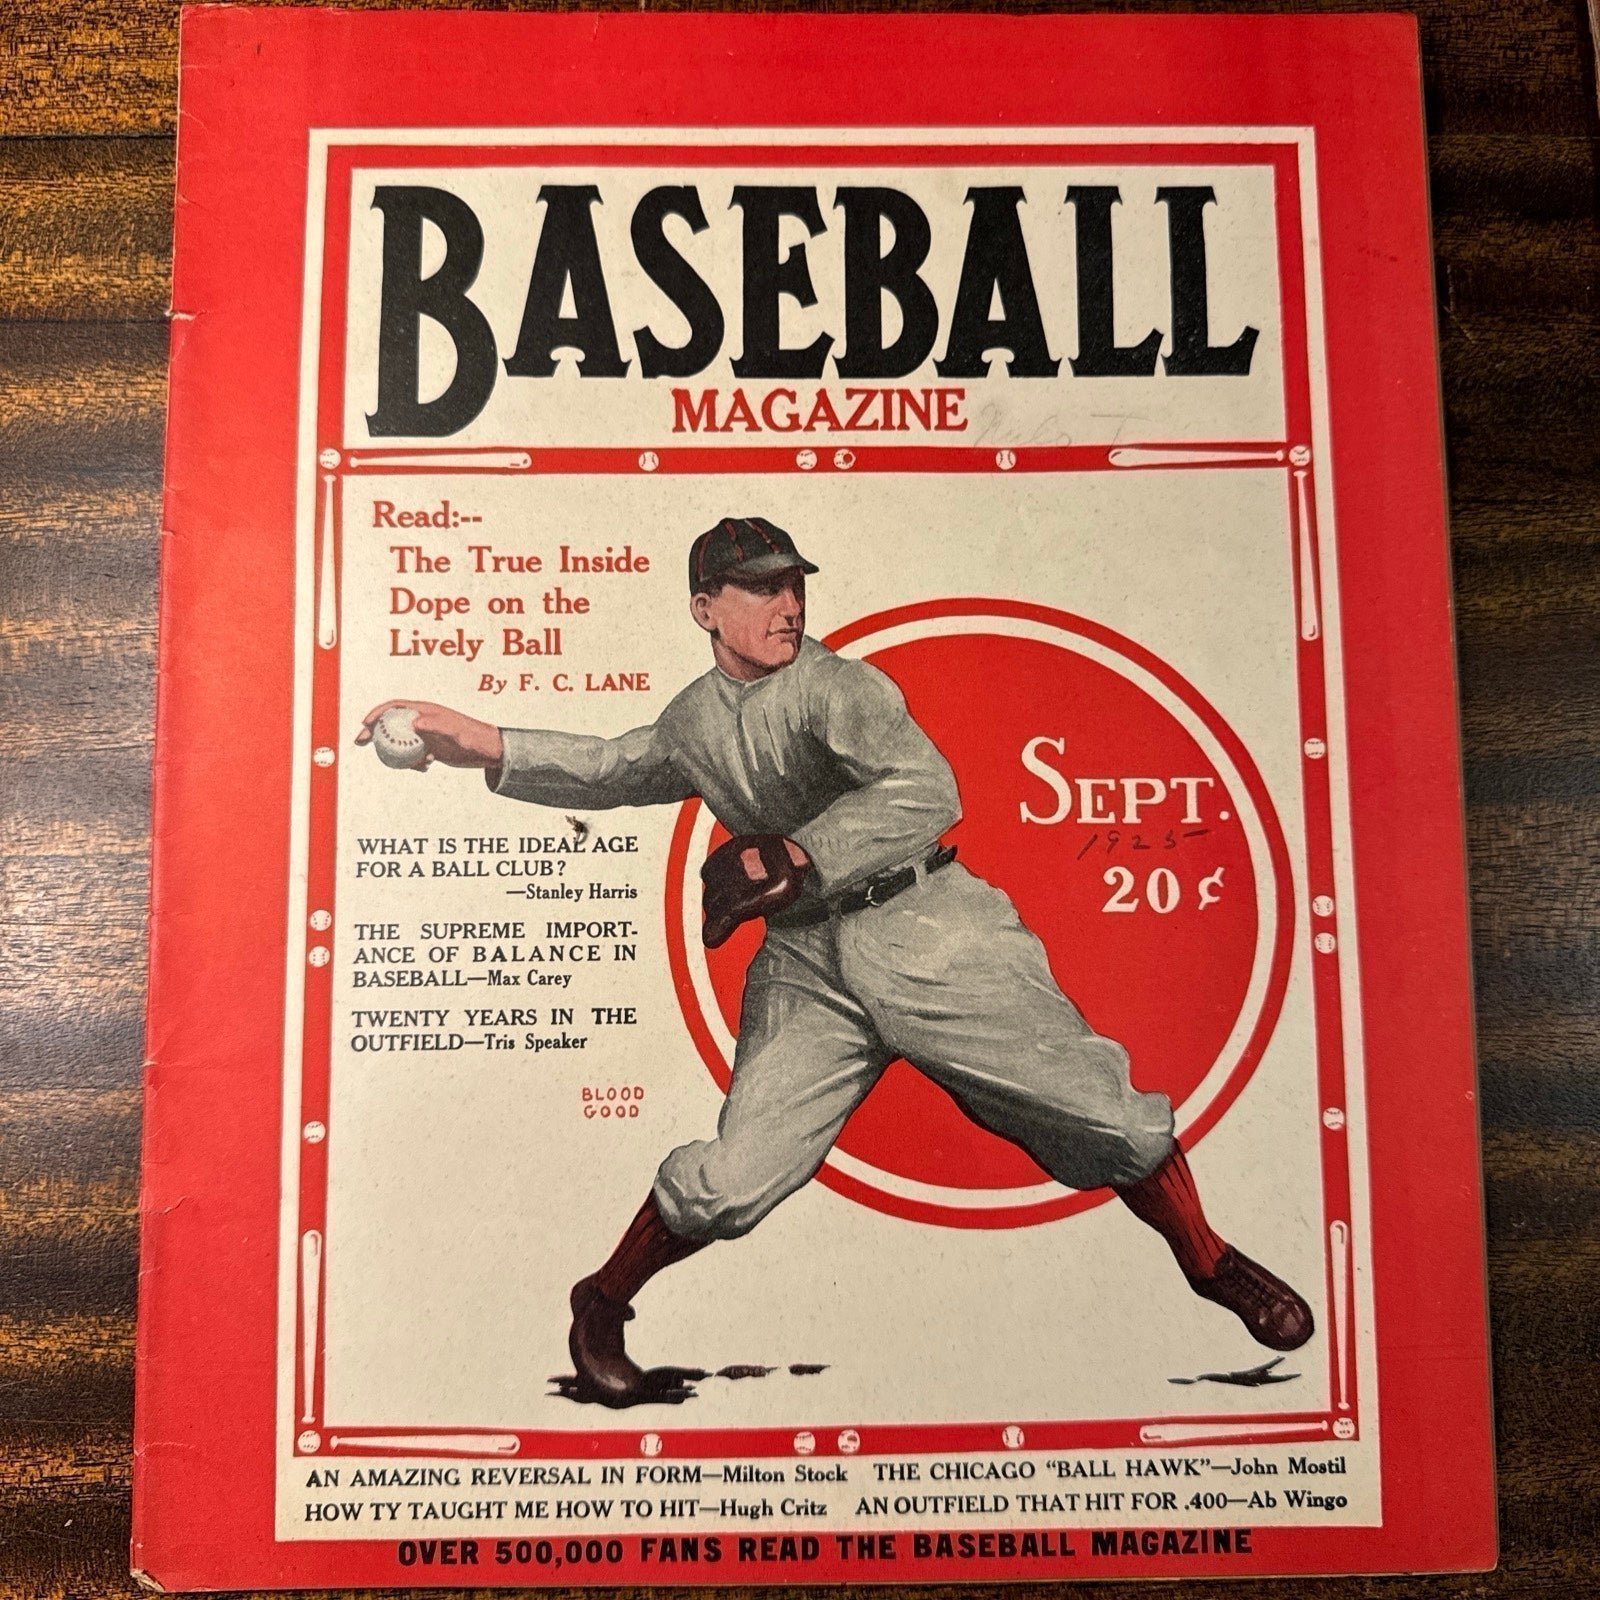 BASEBALL
MAGAZINE
Read:--
The True Inside
Dope on the
Lively Ball
By F. C. LANE
SEPT.
1925
20 ¢
WHAT IS THE IDEAL AGE
FOR A BALL CLUB?
—Stanley Harris
THE SUPREME IMPORT-
ANCE OF BALANCE IN
BASEBALL—Max Carey
TWENTY YEARS IN THE
OUTFIELD—Tris Speaker
BLOOD
GOOD
AN AMAZING REVERSAL IN FORM—Milton Stock THE CHICAGO "BALL HAWK"—John Mostil
HOW TY TAUGHT ME HOW TO HIT—Hugh Critz AN OUTFIELD THAT HIT FOR .400—Ab Wingo
OVER 500,000 FANS READ THE BASEBALL MAGAZINE